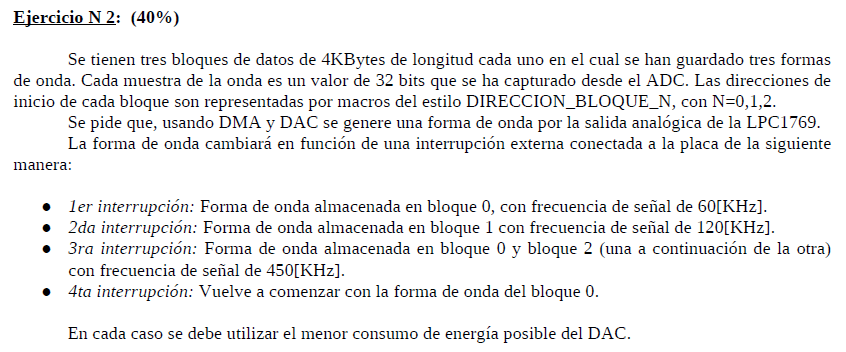 Ejercicio N 2:  (40%)
Se tienen tres bloques de datos de 4KBytes de longitud cada uno en el cual se han guardado tres formas
de onda. Cada muestra de la onda es un valor de 32 bits que se ha capturado desde el ADC. Las direcciones de
inicio de cada bloque son representadas por macros del estilo DIRECCION_BLOQUE_N, con N=0,1,2.
Se pide que, usando DMA y DAC se genere una forma de onda por la salida analógica de la LPC1769.
La forma de onda cambiará en función de una interrupción externa conectada a la placa de la siguiente
manera:
● 1er interrupción: Forma de onda almacenada en bloque 0, con frecuencia de señal de 60[KHz].
● 2da interrupción: Forma de onda almacenada en bloque 1 con frecuencia de señal de 120[KHz].
● 3ra interrupción: Forma de onda almacenada en bloque 0 y bloque 2 (una a continuación de la otra)
con frecuencia de señal de 450[KHz].
● 4ta interrupción: Vuelve a comenzar con la forma de onda del bloque 0.
En cada caso se debe utilizar el menor consumo de energía posible del DAC.